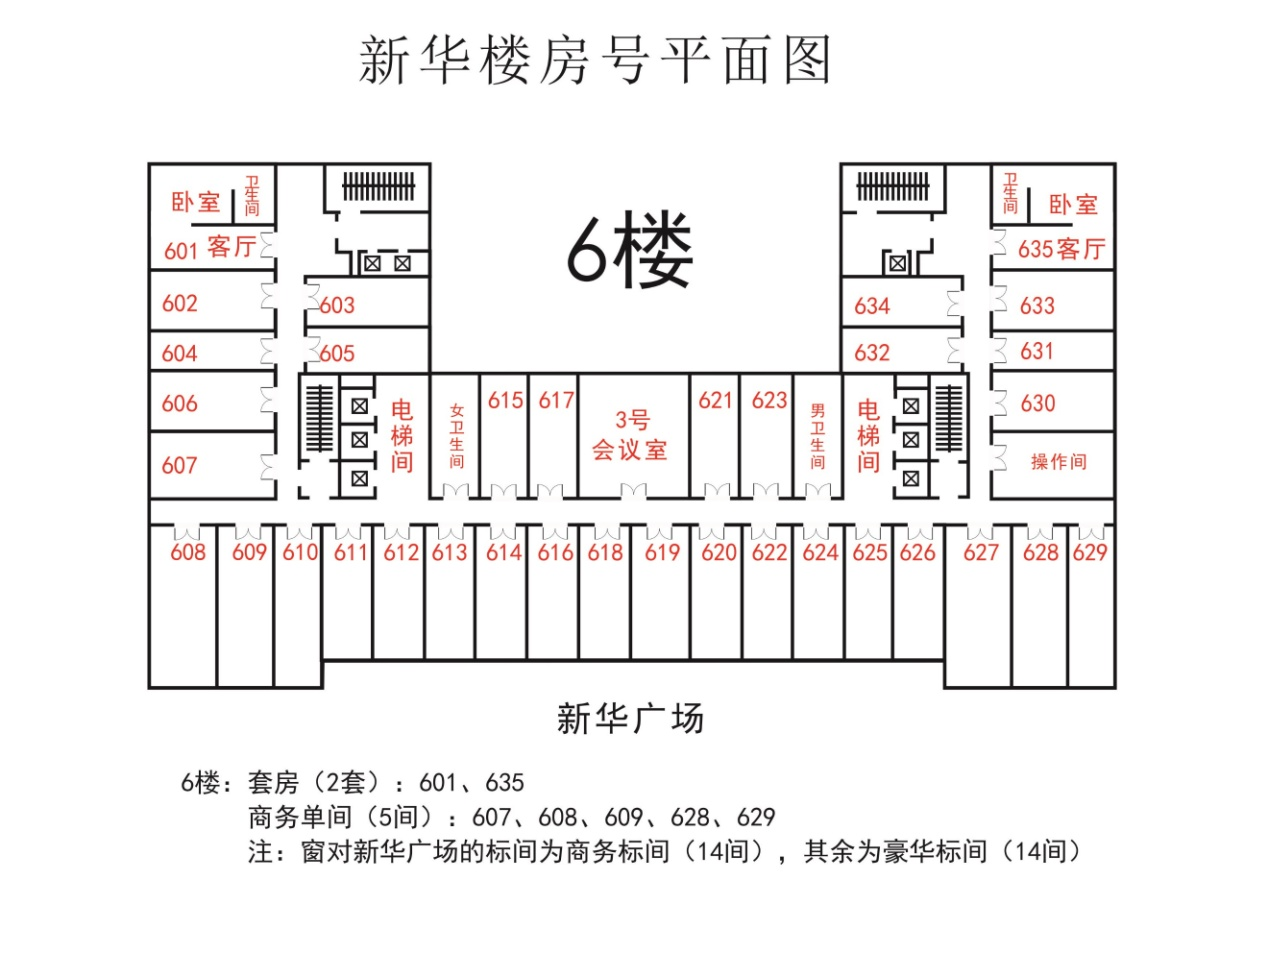 新华楼房号平面图
6楼
卧室
卫生间
601 客厅
602
603
604
605
606
607
卫生间
卧室
635 客厅
634
633
632
631
630
操作间
电梯间
女卫生间
615
617
3号
会议室
621
623
男卫生间
电梯间
608 609 610 611 612 613 614 616 618 619 620 622 624 625 626 627 628 629
新华广场
6楼：套房（2套）：601、635
商务单间（5间）：607、608、609、628、629
注：窗对新华广场的标间为商务标间（14间），其余为豪华标间（14间）